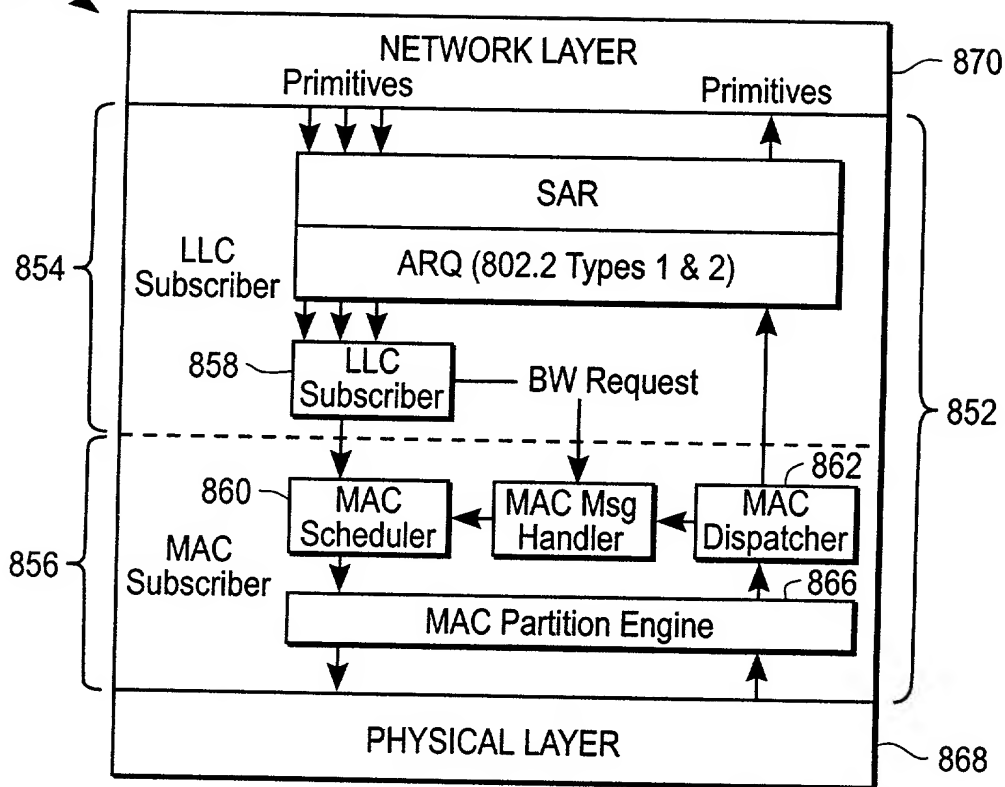 NETWORK LAYER
870
Primitives
Primitives
SAR
ARQ (802.2 Types 1 & 2)
854
LLC
Subscriber
858
LLC
Subscriber
BW Request
852
860
MAC
Scheduler
MAC Msg
Handler
862
MAC
Dispatcher
856
MAC
Subscriber
866
MAC Partition Engine
PHYSICAL LAYER
868